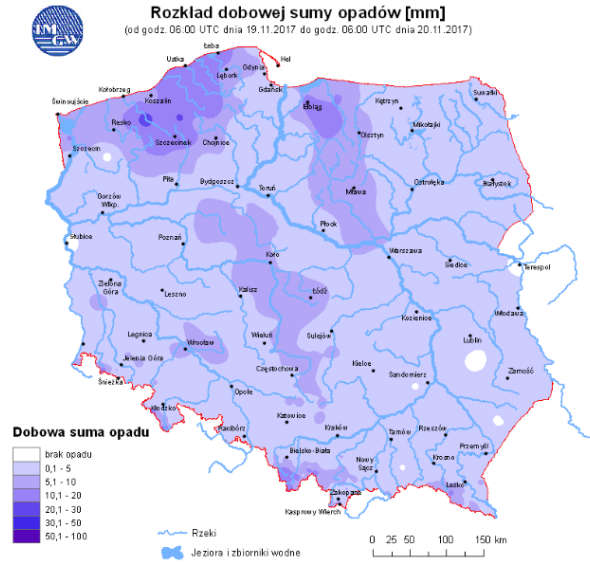 Rozkład dobowej sumy opadów [mm]
(od godz. 06:00 UTC dnia 19.11.2017 do godz. 06:00 UTC dnia 20.11.2017)
IM
GW
Łeba
Ustka
Hel
Gdynia
Lębork
Kołobrzeg
Gdańsk
Koszalin
Suwałki
Świnoujście
Elbląg
Kętrzyn
Resko
Mikołajki
Olsztyn
Szczecinek
Chojnice
Szczecin
Piła
Bydgoszcz
Białystok
Toruń
Mława
Ostrołęka
Gorzów
Wlkp.
Płock
Słubice
Poznań
Warszawa
Koło
Siedlce
Terespol
Zielona
Góra
Leszno
Kalisz
Łódź
Kozienice
Włodawa
Legnica
Wrocław
Wieluń
Sulejów
Lublin
Jelenia Góra
Kielce
Śnieżka
Częstochowa
Sandomierz
Zamość
Opole
Kłodzko
Katowice
Racibórz
Kraków
Tarnów
Rzeszów
Bielsko-Biała
Przemyśl
Nowy
Sącz
Krosno
Lesko
Zakopane
Kasprowy Wierch
Dobowa suma opadu
brak opadu
0,1 - 5
5,1 - 10
10,1 - 20
20,1 - 30
30,1 - 50
50,1 - 100
Rzeki
Jeziora i zbiorniki wodne
0 25 50 100 150 km